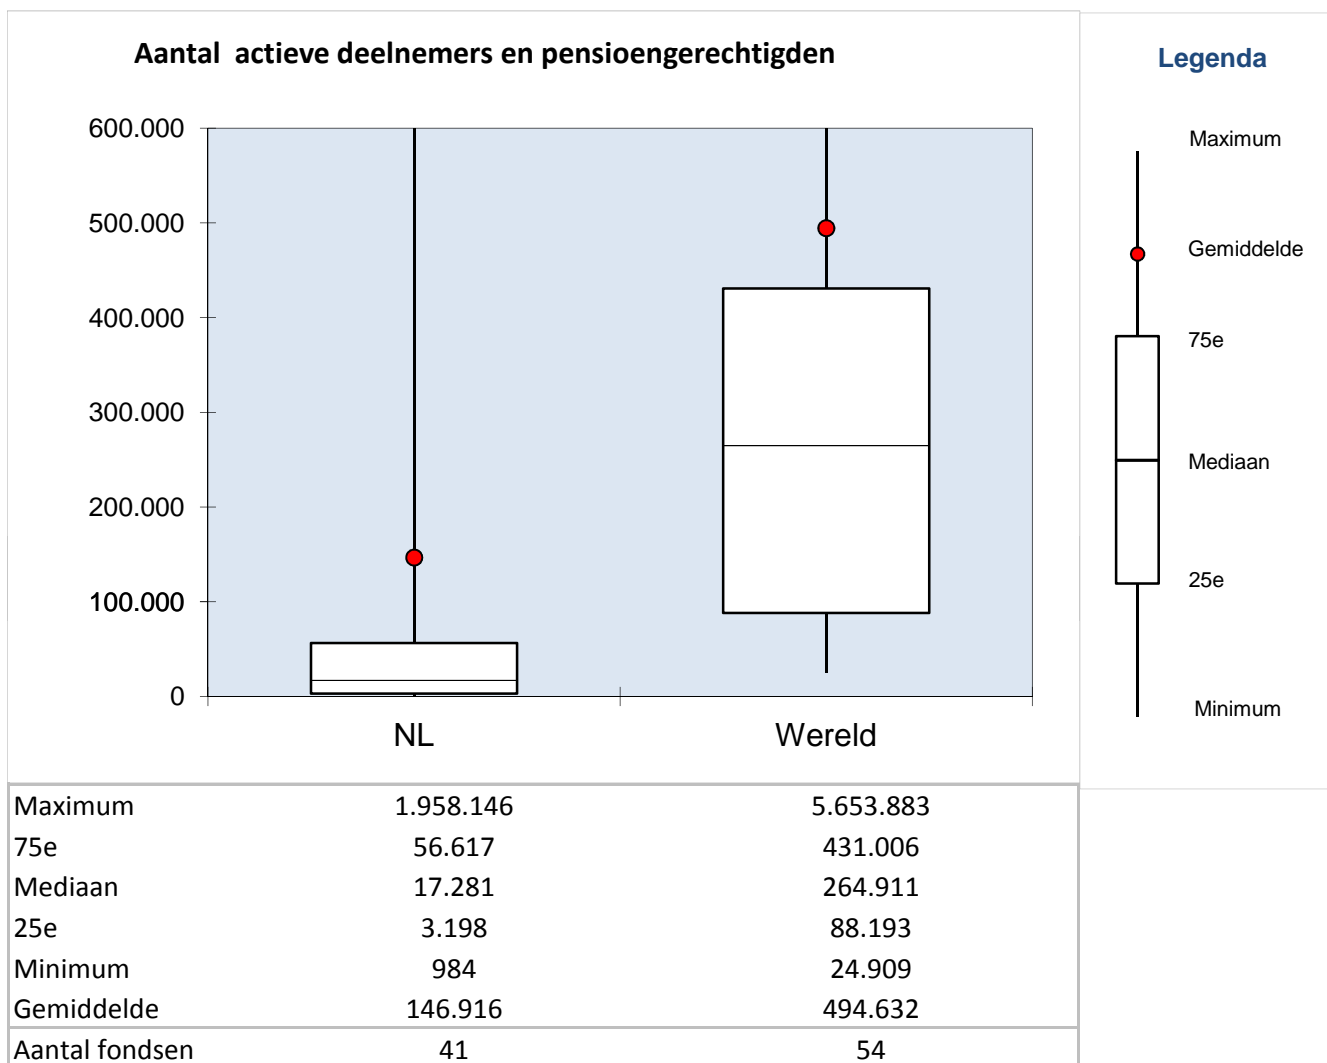 Aantal actieve deelnemers en pensioengerechtigden
600.000
500.000
400.000
300.000
200.000
100.000
0
NL Wereld
Legenda
Maximum
Gemiddelde
75e
Mediaan
25e
Minimum
Maximum 1.958.146 5.653.883
75e 56.617 431.006
Mediaan 17.281 264.911
25e 3.198 88.193
Minimum 984 24.909
Gemiddelde 146.916 494.632
Aantal fondsen 41 54